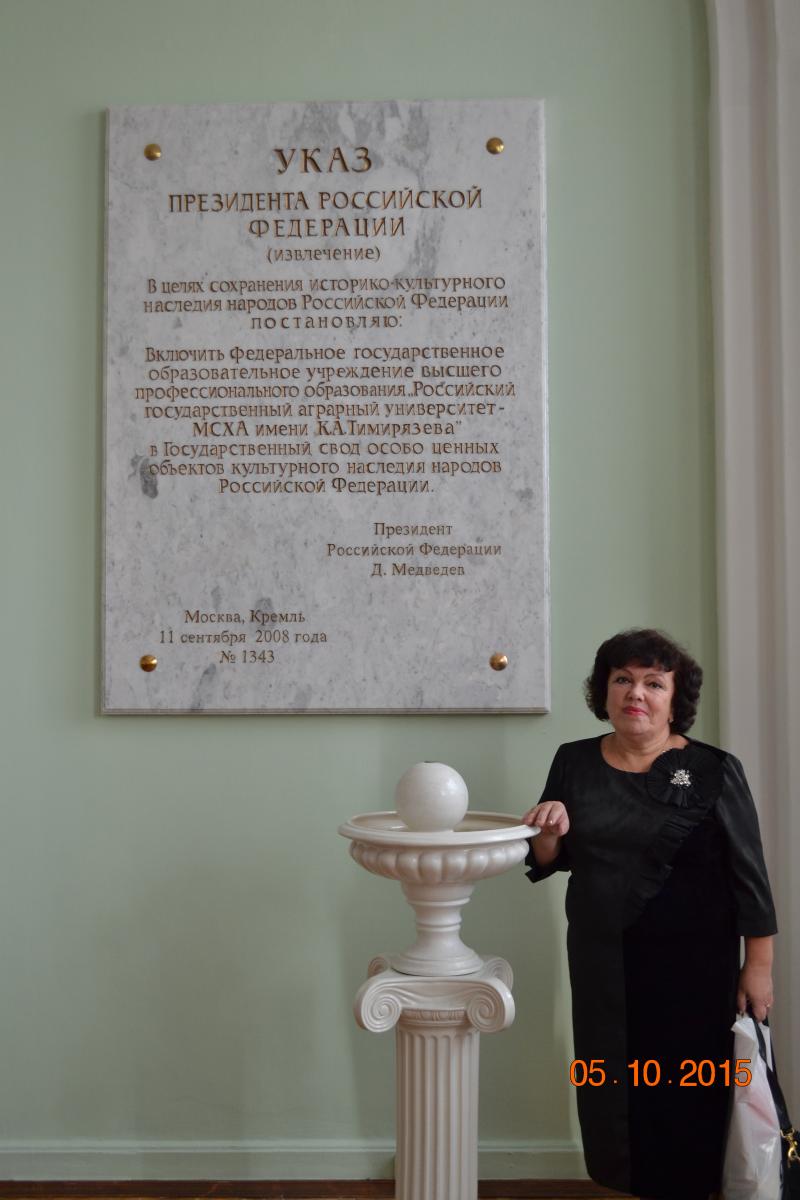 УКАЗ
ПРЕЗИДЕНТА РОССИЙСКОЙ
ФЕДЕРАЦИИ
(извлечение)
В целях сохранения историко-культурного
наследия народов Российской Федерации
постановляю:
Включить Федеральное государственное
образовательное учреждение высшего
профессионального образования „Российский
государственный аграрный университет-
МСХА имени К.А.Тимирязева”
в Государственный свод особо ценных
объектов культурного наследия народов
Российской Федерации.
Президент
Российской Федерации
Д. Медведев
Москва, Кремль
11 сентября 2008 года
№ 1343
05.10.2015